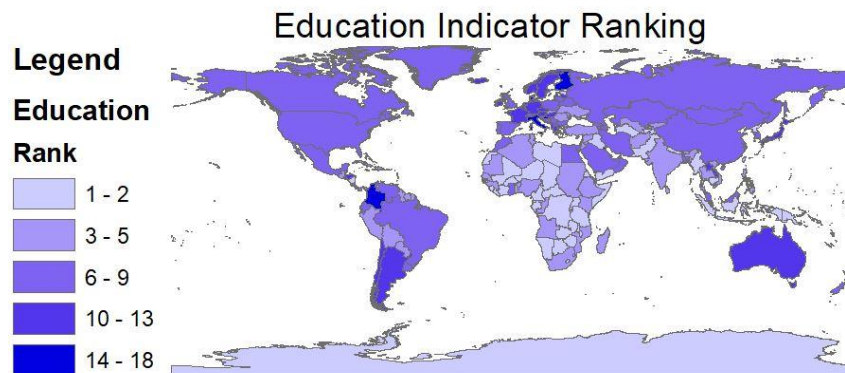 Education Indicator Ranking
Legend
Education
Rank
1 - 2
3 - 5
6 - 9
10 - 13
14 - 18